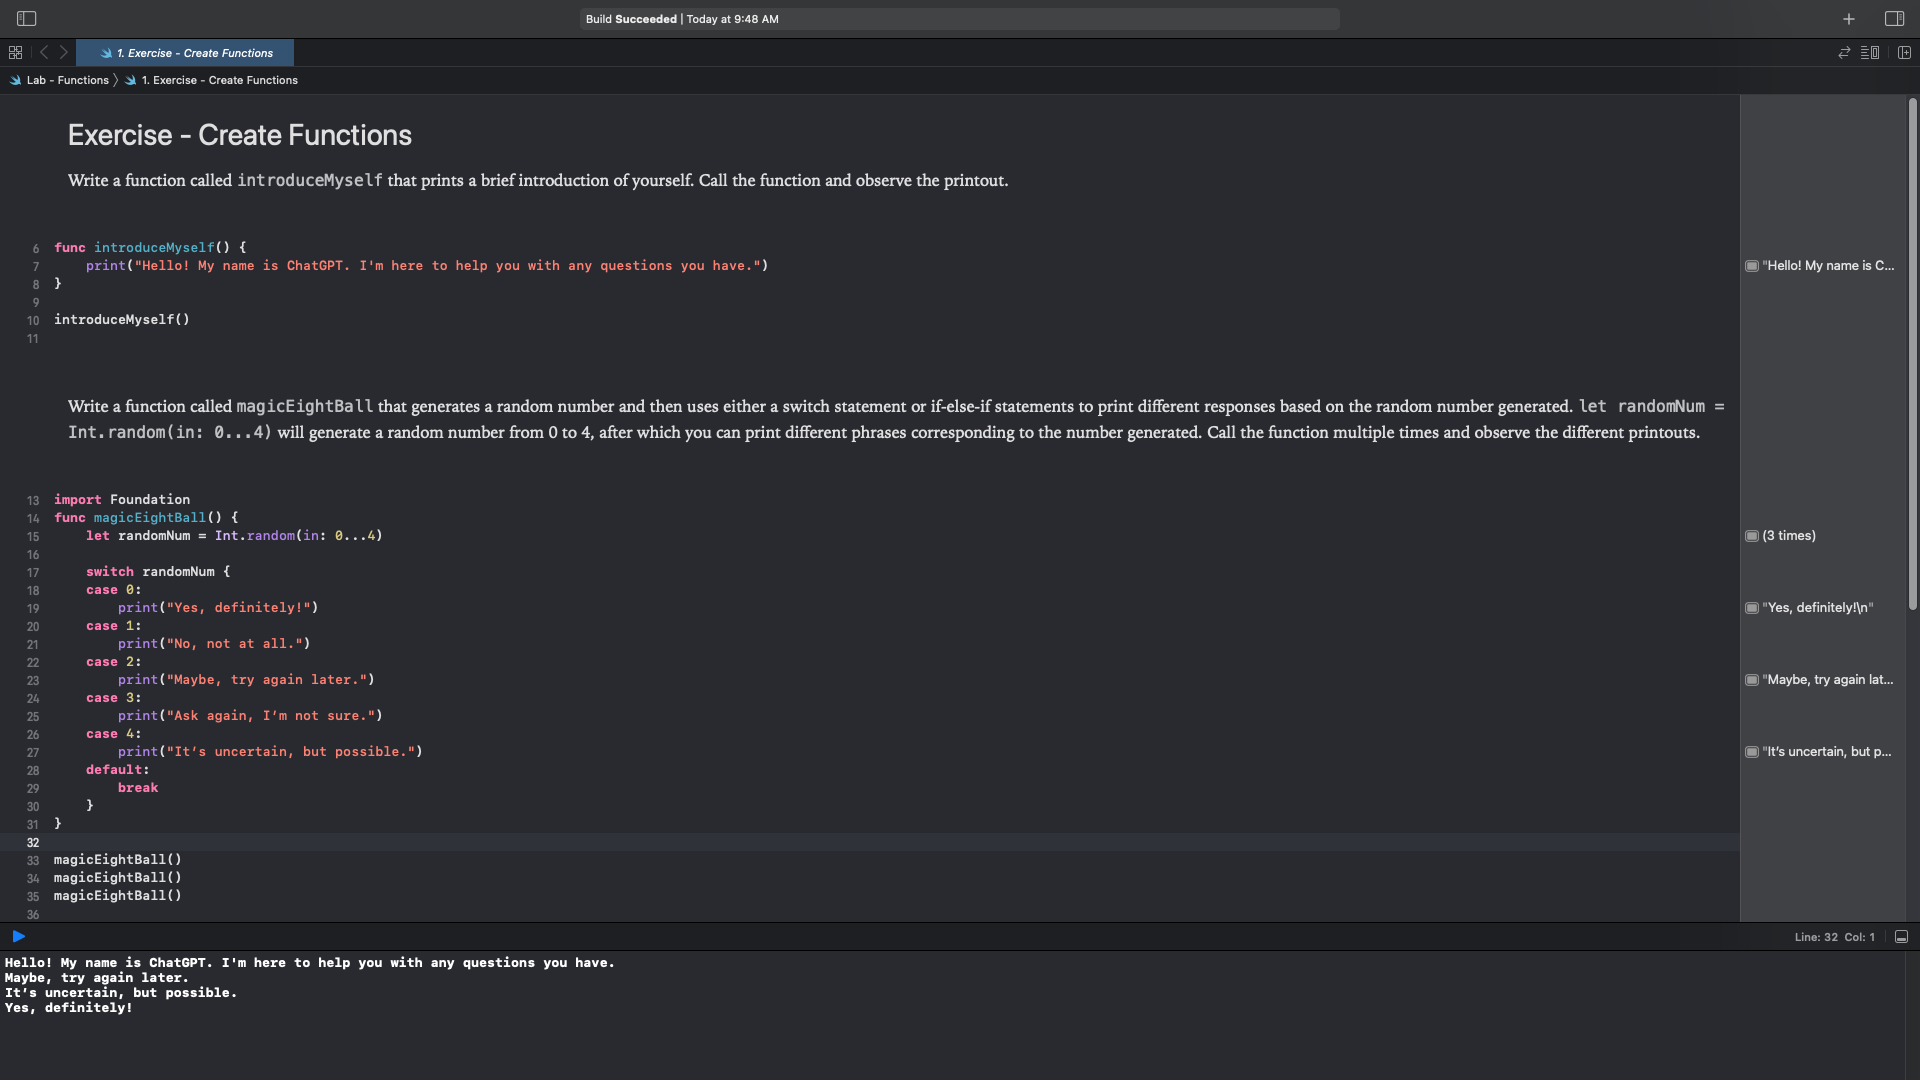 Build Succeeded | Today at 9:48 AM
1. Exercise - Create Functions
Lab - Functions 〉 1. Exercise - Create Functions
Exercise - Create Functions
Write a function called introduceMyself that prints a brief introduction of yourself. Call the function and observe the printout.
6 func introduceMyself() {
7     print("Hello! My name is ChatGPT. I'm here to help you with any questions you have.")
"Hello! My name is C...
8 }
9
10 introduceMyself()
11
Write a function called magicEightBall that generates a random number and then uses either a switch statement or if-else-if statements to print different responses based on the random number generated. let randomNum =
Int.random(in: 0...4) will generate a random number from 0 to 4, after which you can print different phrases corresponding to the number generated. Call the function multiple times and observe the different printouts.
13 import Foundation
14 func magicEightBall() {
15     let randomNum = Int.random(in: 0...4)
(3 times)
16
17     switch randomNum {
18     case 0:
19         print("Yes, definitely!")
"Yes, definitely!\n"
20     case 1:
21         print("No, not at all.")
22     case 2:
23         print("Maybe, try again later.")
"Maybe, try again lat...
24     case 3:
25         print("Ask again, I’m not sure.")
26     case 4:
27         print("It’s uncertain, but possible.")
"It’s uncertain, but p...
28     default:
29         break
30     }
31 }
32
33 magicEightBall()
34 magicEightBall()
35 magicEightBall()
36
Line: 32 Col: 1
Hello! My name is ChatGPT. I'm here to help you with any questions you have.
Maybe, try again later.
It’s uncertain, but possible.
Yes, definitely!